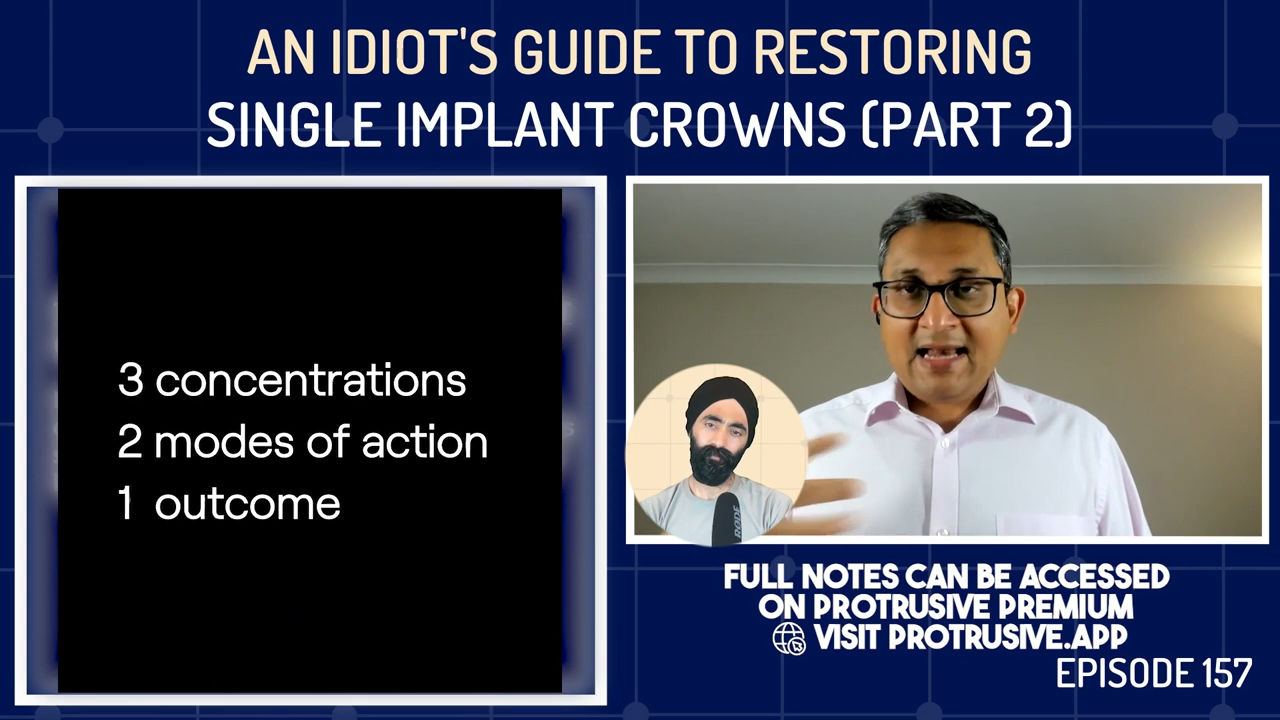 AN IDIOT'S GUIDE TO RESTORING
SINGLE IMPLANT CROWNS (PART 2)
3 concentrations
2 modes of action
1 outcome
RODE
FULL NOTES CAN BE ACCESSED
ON PROTRUSIVE PREMIUM
VISIT PROTRUSIVE.APP
EPISODE 157